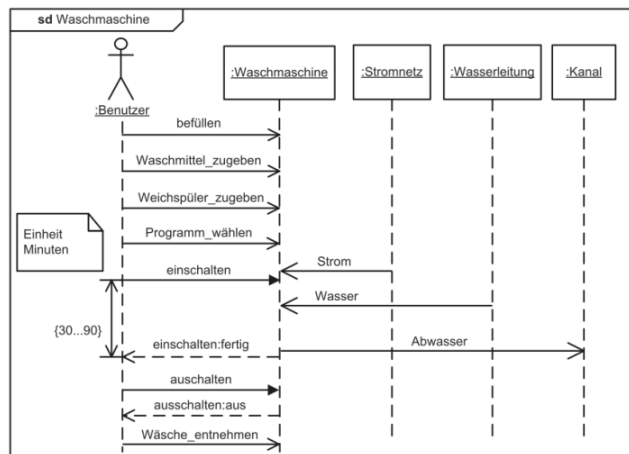 sd Waschmaschine
:Benutzer
:Waschmaschine
:Stromnetz
:Wasserleitung
:Kanal
befüllen
Waschmittel_zugeben
Weichspüler_zugeben
Einheit
Minuten
Programm_wählen
einschalten
Strom
Wasser
{30...90}
einschalten:fertig
Abwasser
auschalten
ausschalten:aus
Wäsche_entnehmen